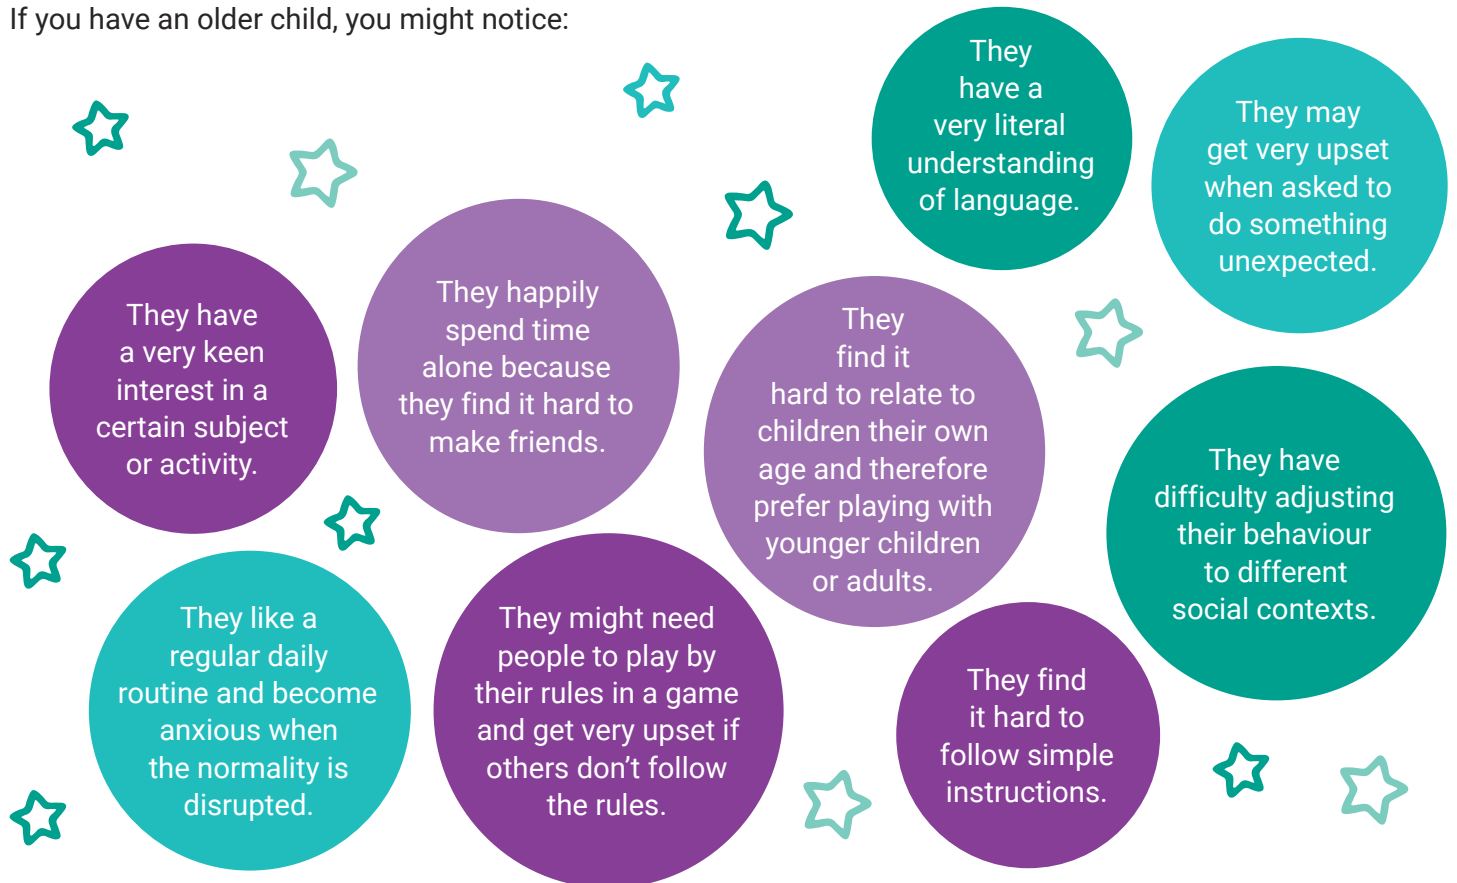 If you have an older child, you might notice:
They
have a
very literal
understanding
of language.
They may
get very upset
when asked to
do something
unexpected.
They have
a very keen
interest in a
certain subject
or activity.
They happily
spend time
alone because
they find it hard to
make friends.
They
find it
hard to relate to
children their own
age and therefore
prefer playing with
younger children
or adults.
They have
difficulty adjusting
their behaviour
to different
social contexts.
They like a
regular daily
routine and become
anxious when
the normality is
disrupted.
They might need
people to play by
their rules in a game
and get very upset if
others don’t follow
the rules.
They find
it hard to
follow simple
instructions.